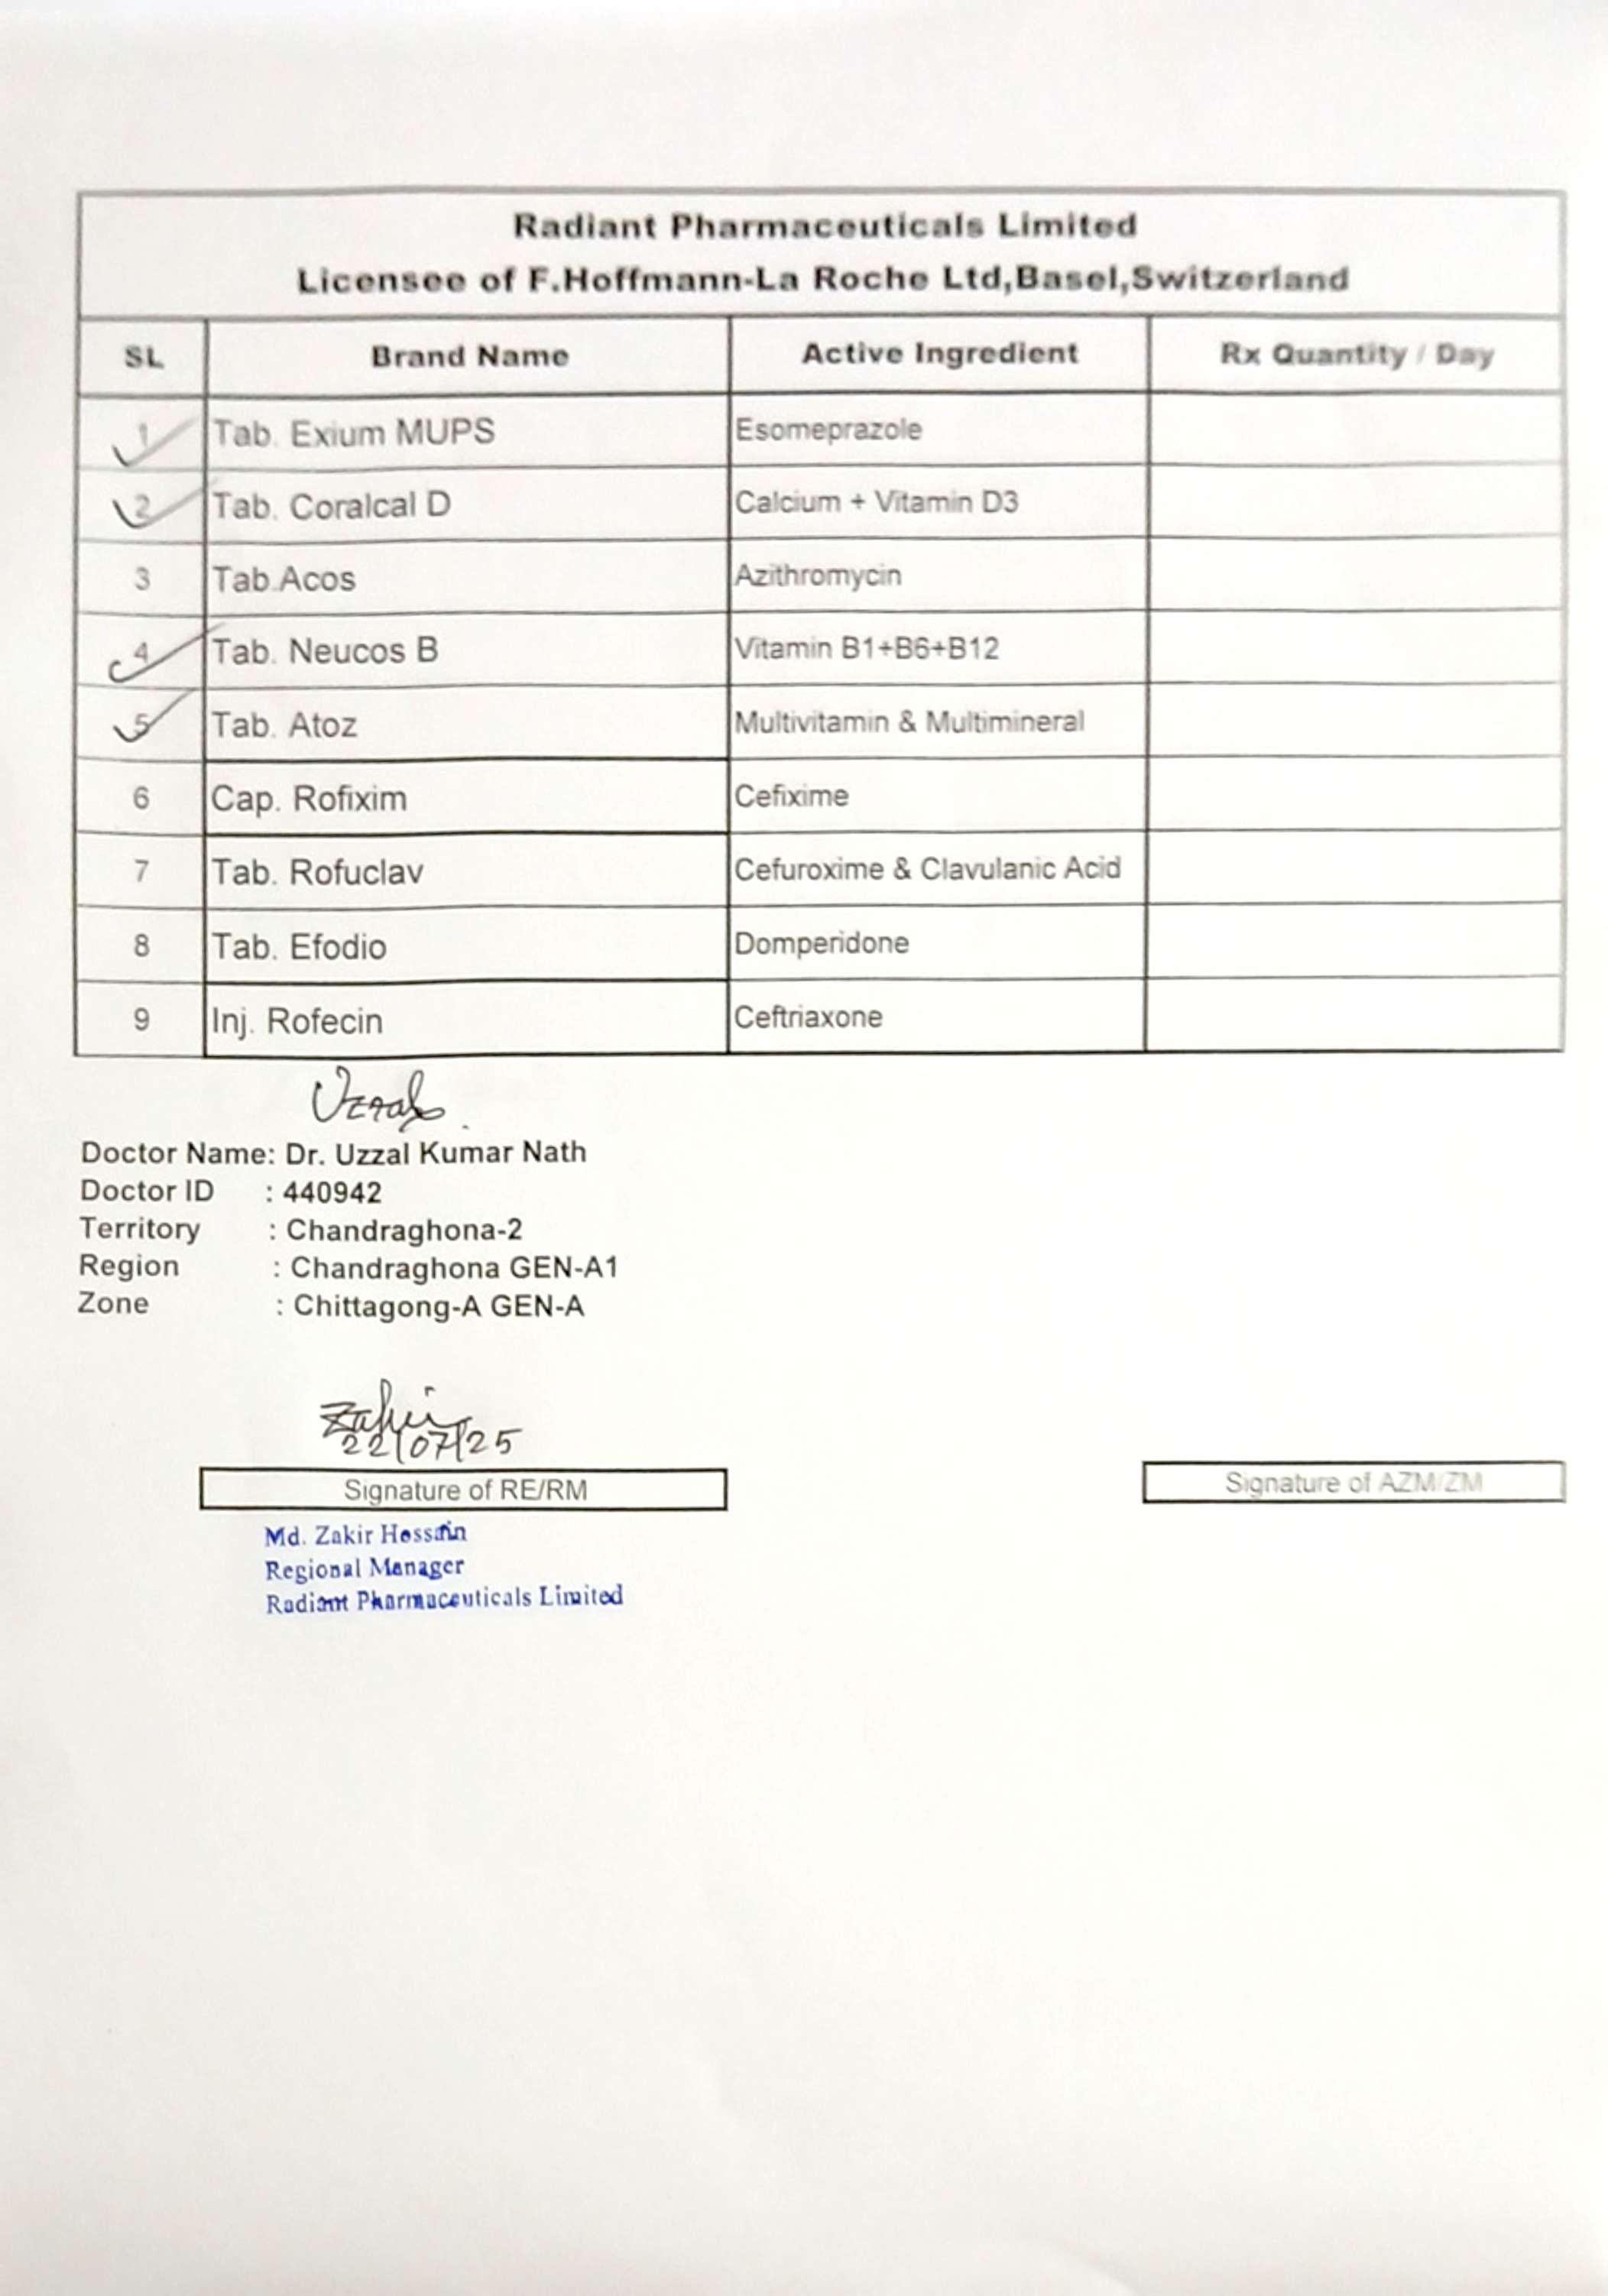 Radiant Pharmaceuticals Limited
Licensee of F.Hoffmann-La Roche Ltd,Basel,Switzerland
SL Brand Name Active Ingredient Rx Quantity / Day
1 Tab. Exium MUPS Esomeprazole
2 Tab. Coralcal D Calcium + Vitamin D3
3 Tab.Acos Azithromycin
4 Tab. Neucos B Vitamin B1+B6+B12
5 Tab. Atoz Multivitamin & Multimineral
6 Cap. Rofixim Cefixime
7 Tab. Rofuclav Cefuroxime & Clavulanic Acid
8 Tab. Efodio Domperidone
9 Inj. Rofecin Ceftriaxone
Uzzal
Doctor Name: Dr. Uzzal Kumar Nath
Doctor ID : 440942
Territory : Chandraghona-2
Region : Chandraghona GEN-A1
Zone : Chittagong-A GEN-A
Zakir
22/07/25
Signature of RE/RM Signature of AZM/ZM
Md. Zakir Hossain
Regional Manager
Radiant Pharmaceuticals Limited